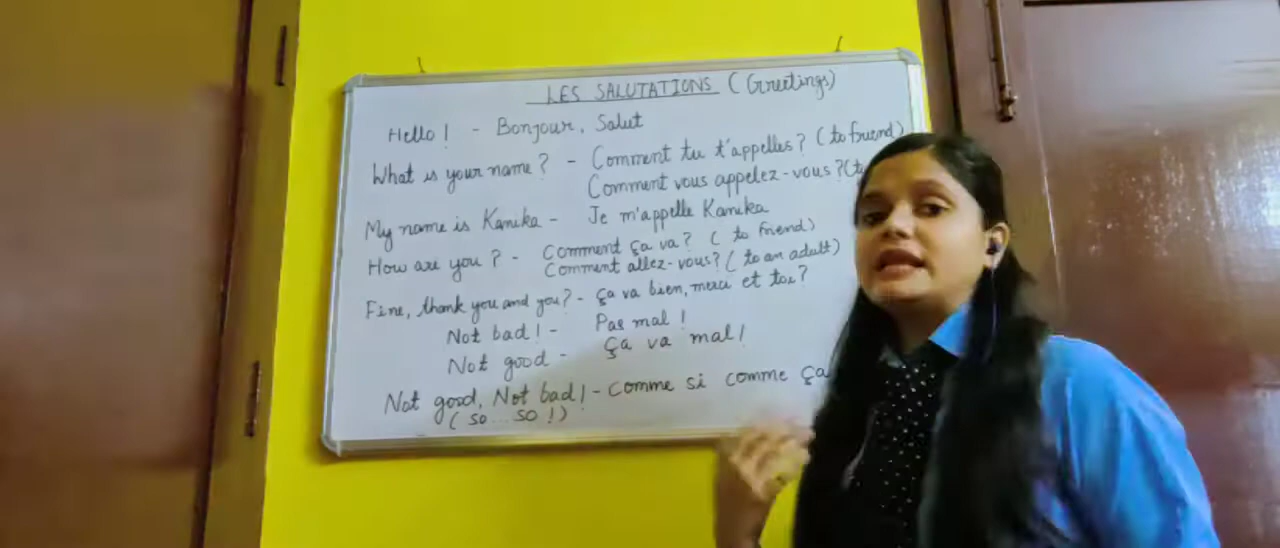 LES SALUTATIONS (Greetings)
Hello! - Bonjour, Salut
What is your name? - Comment tu t'appelles? (to friend)
Comment vous appelez-vous? (
My name is Kanika - Je m'appelle Kanika
How are you? - Comment ça va? ( to friend)
Comment allez-vous? ( to an adult)
Fine, thank you and you? - ça va bien, merci et toi?
Not bad! - Pas mal!
Not good - ça va mal!
Not good, Not bad! - Comme si comme ça
( so ... so !)